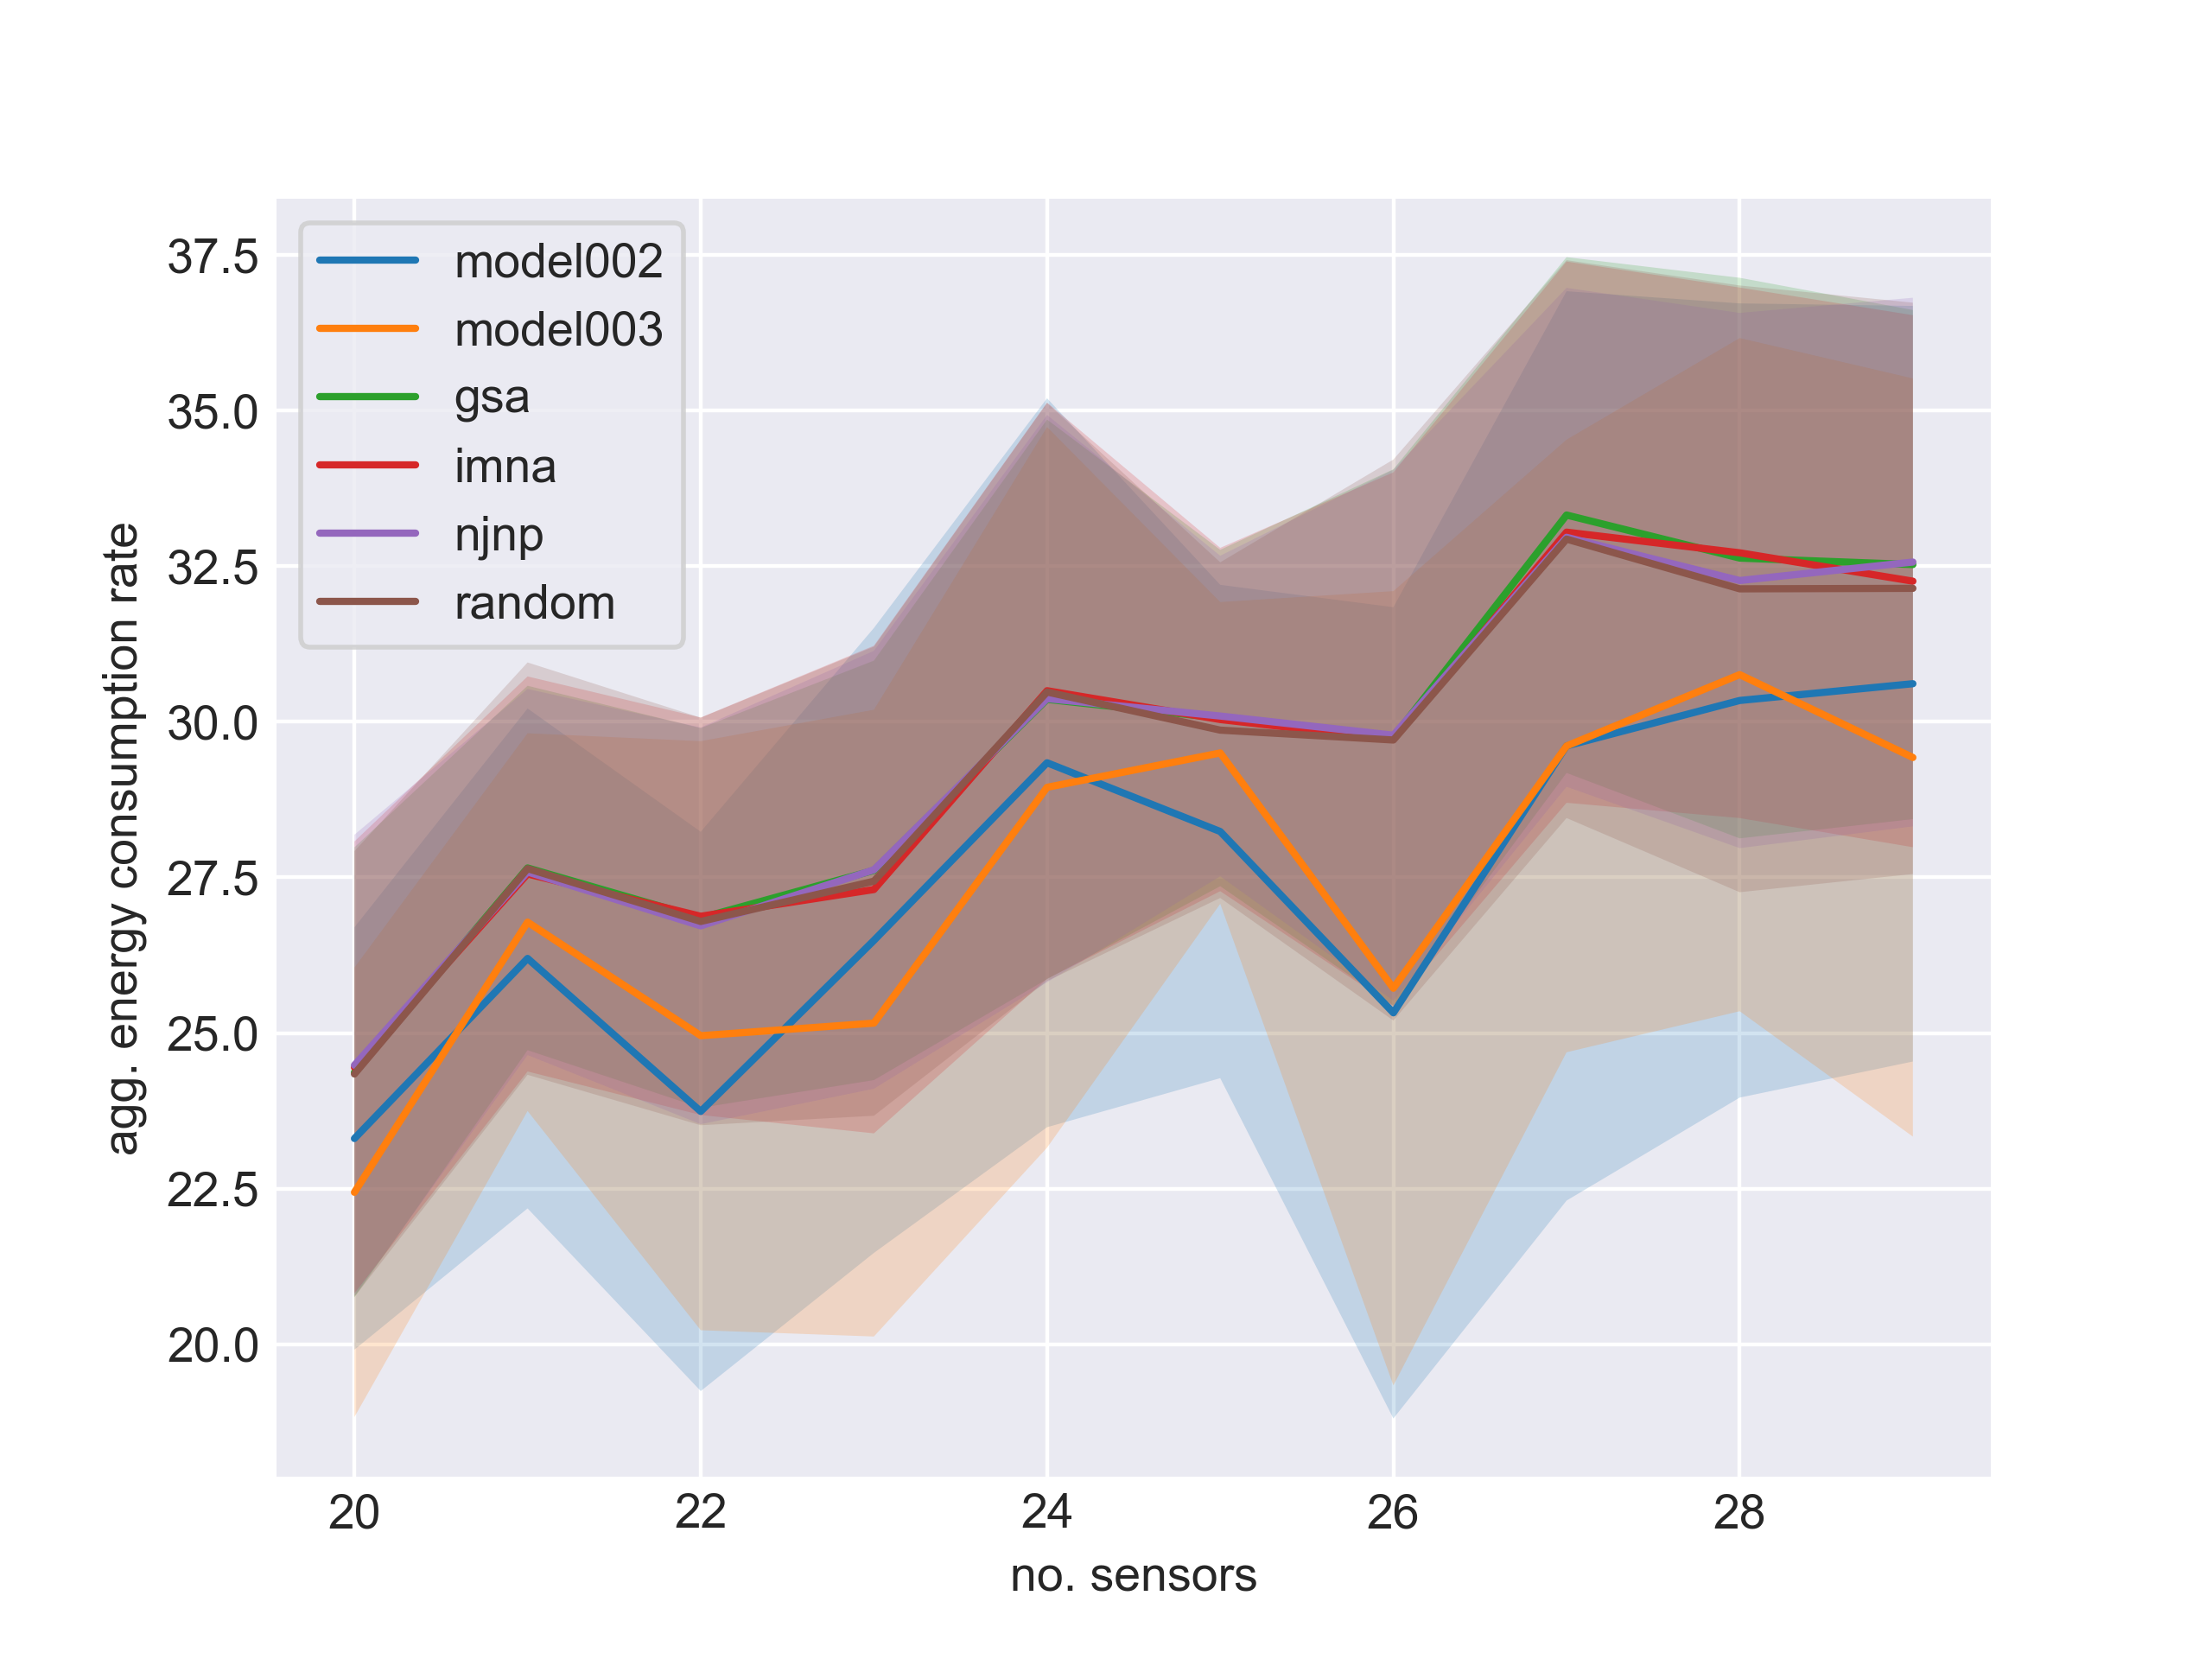 37.5
35.0
32.5
30.0
27.5
25.0
22.5
20.0
agg. energy consumption rate
model002
model003
gsa
imna
njnp
random
20 22 24 26 28
no. sensors